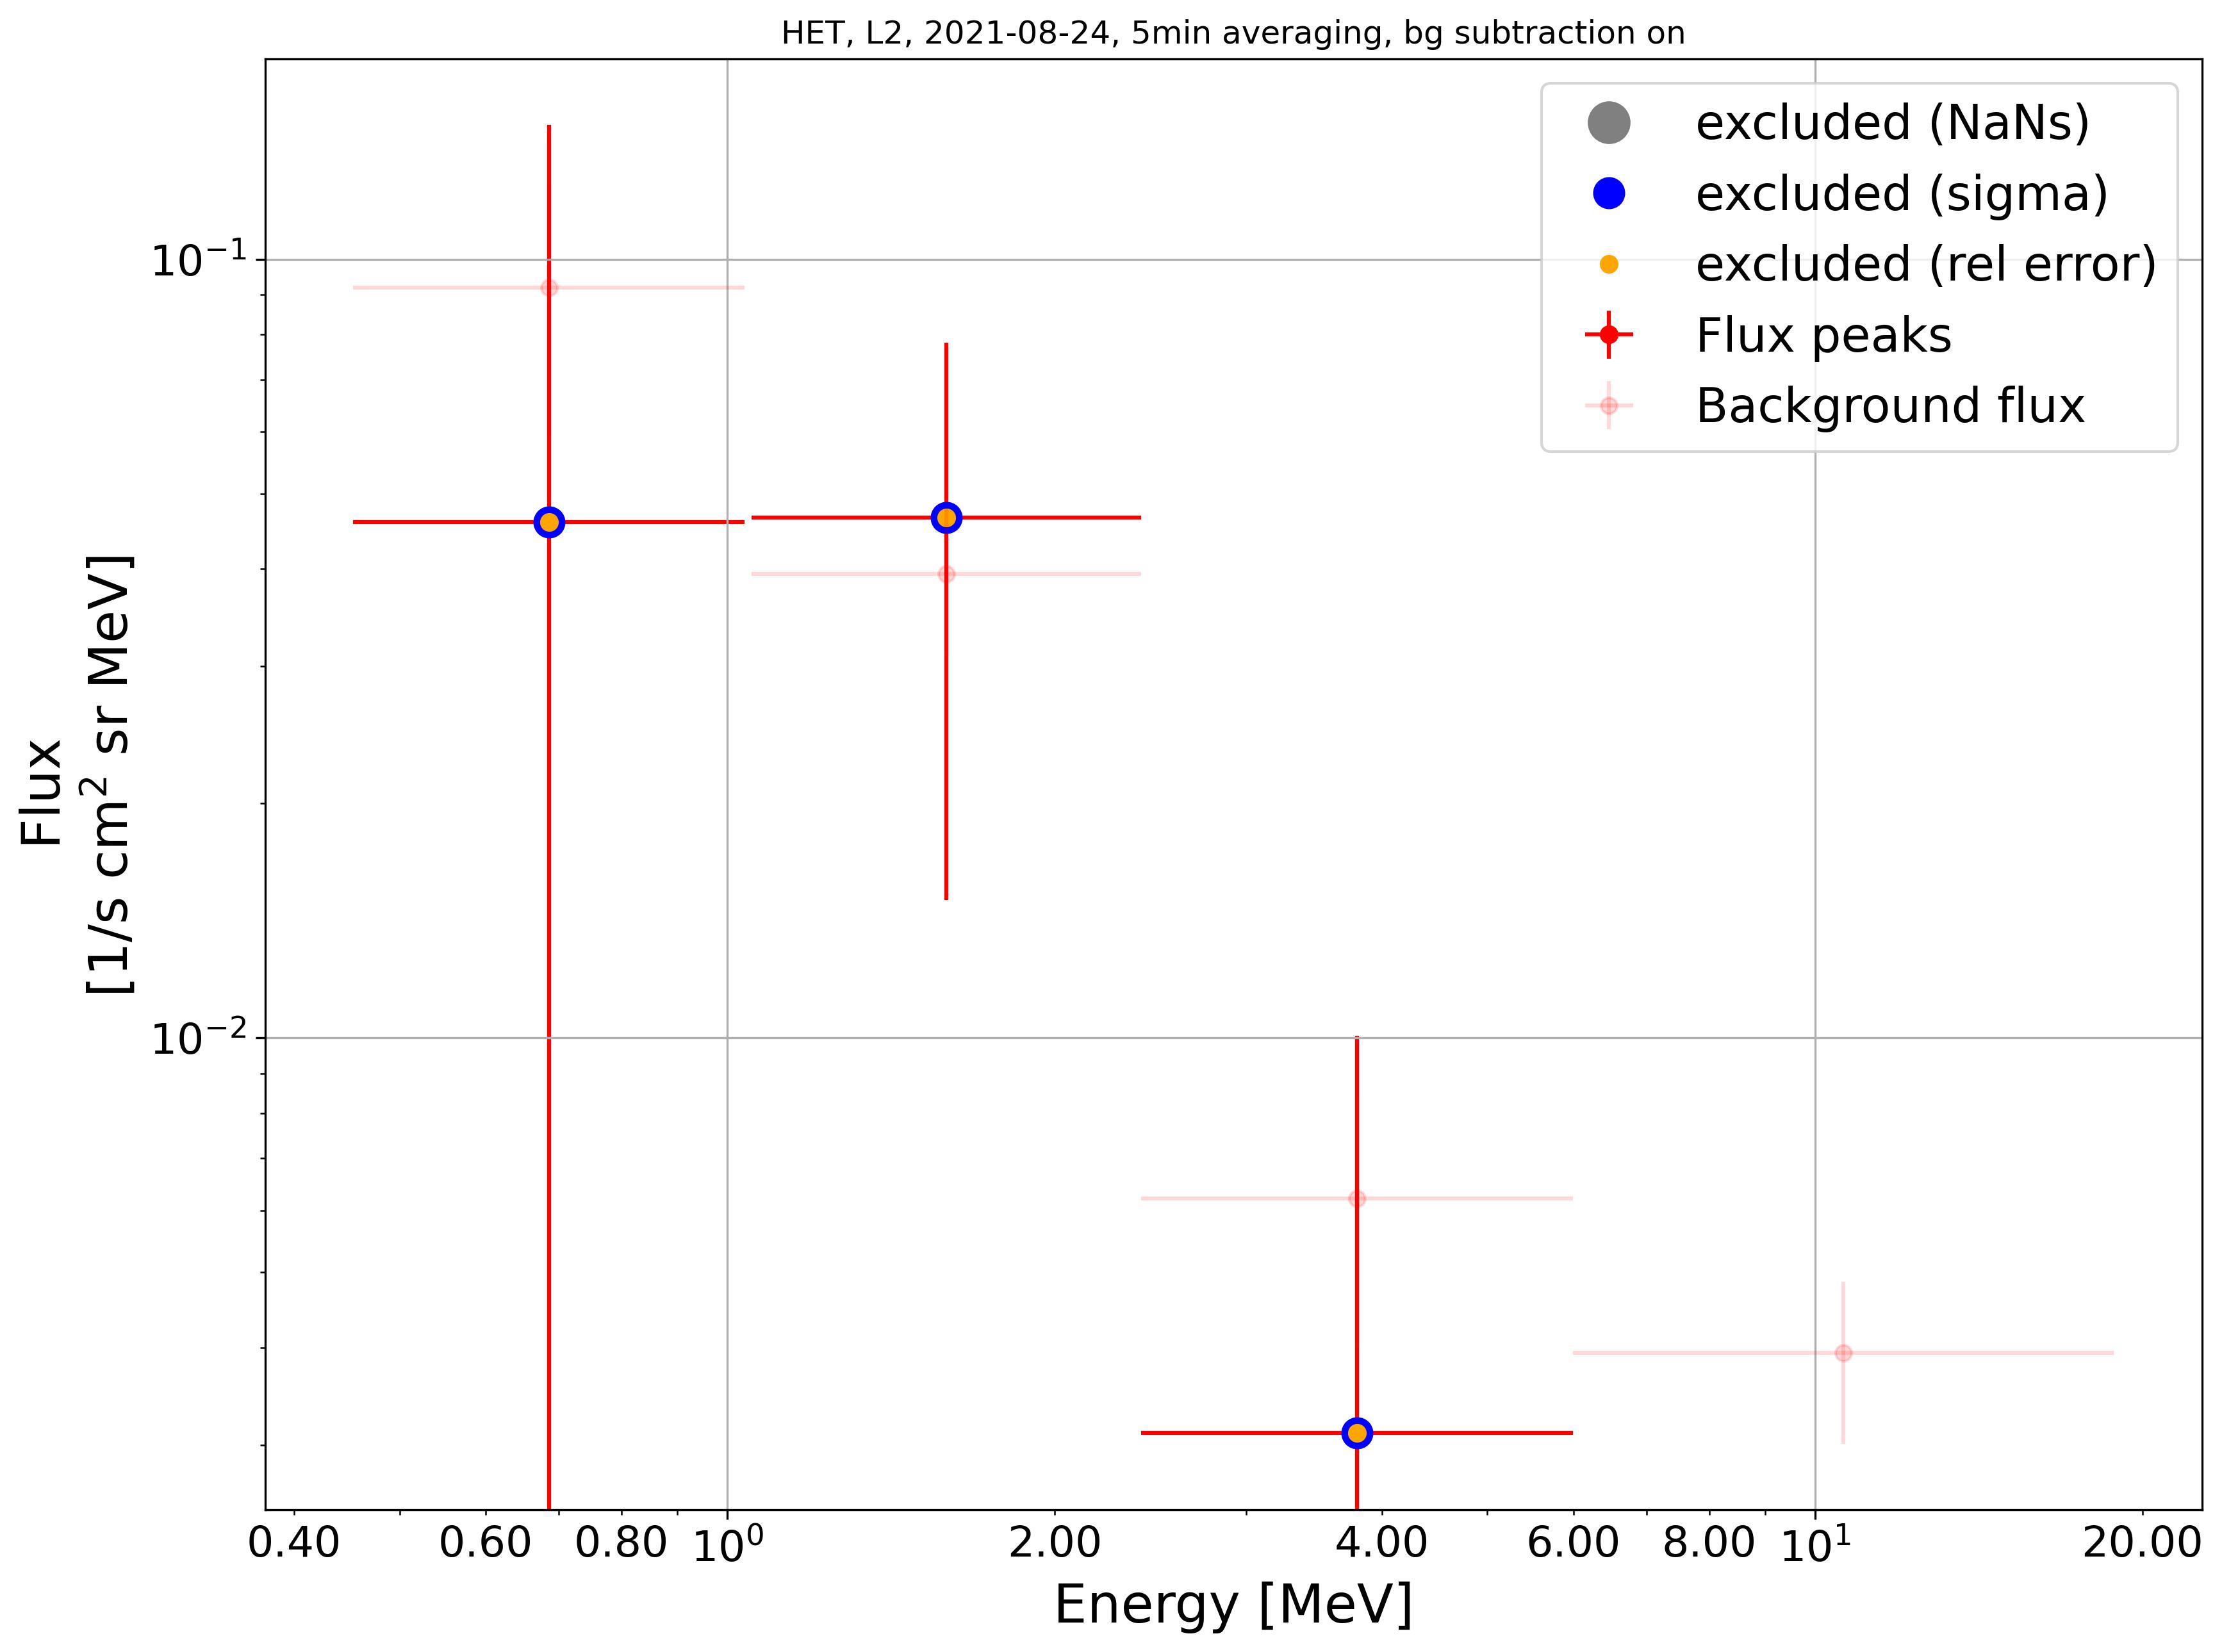 HET, L2, 2021-08-24, 5min averaging, bg subtraction on
excluded (NaNs)
excluded (sigma)
excluded (rel error)
Flux peaks
Background flux
10⁻¹
10⁻²
Flux
[1/s cm² sr MeV]
0.40 0.60 0.80 10⁰ 2.00 4.00 6.00 8.00 10¹ 20.00
Energy [MeV]